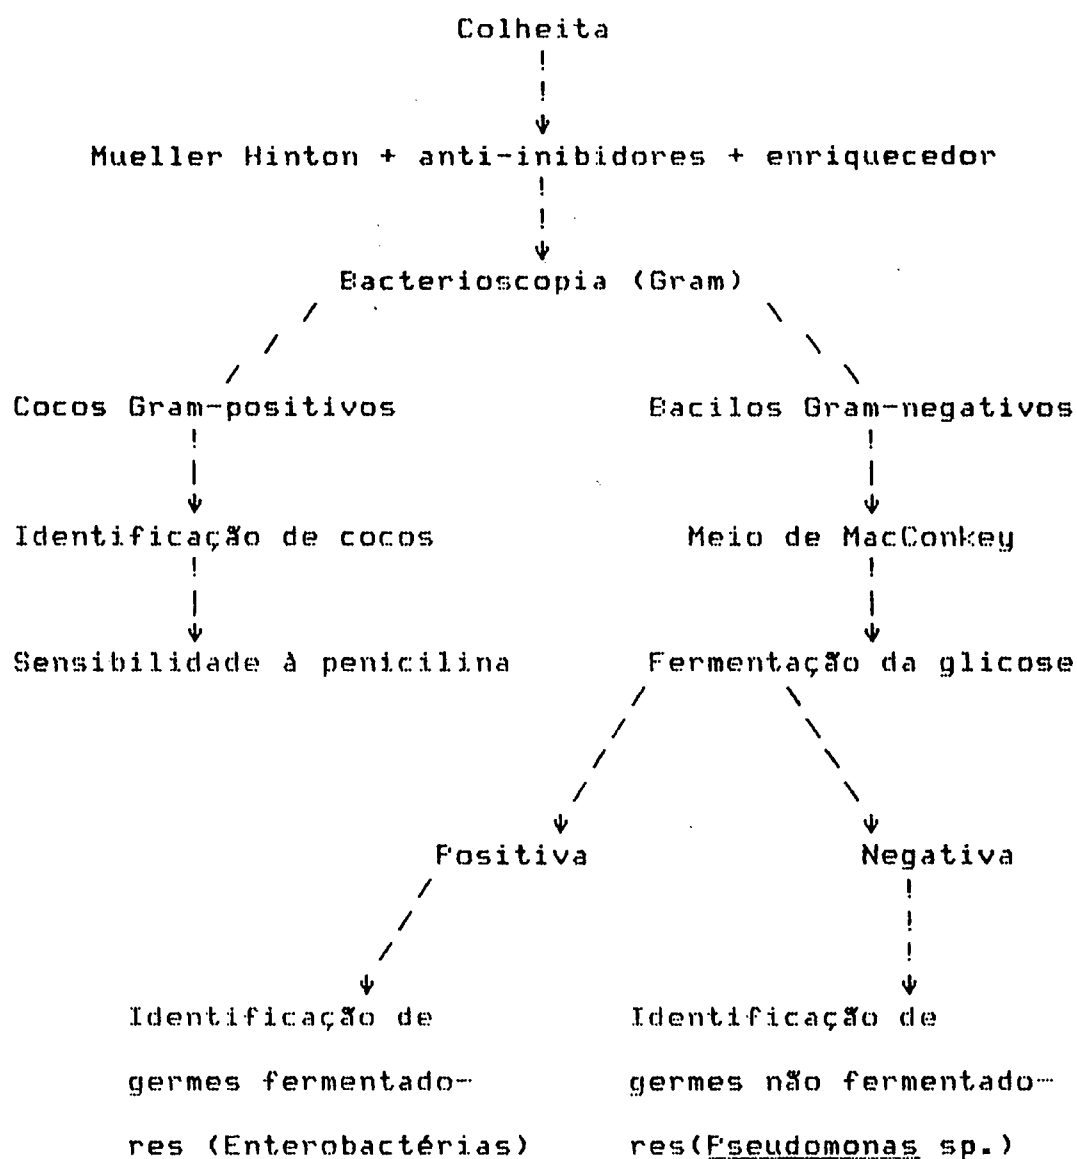 Colheita
Mueller Hinton + anti-inibidores + enriquecedor
Bacterioscopia (Gram)
Cocos Gram-positivos
Bacilos Gram-negativos
Identificação de cocos
Meio de MacConkey
Sensibilidade à penicilina
Fermentação da glicose
Positiva
Negativa
Identificação de
germes fermentado-
res (Enterobactérias)
Identificação de
germes não fermentado-
res(Pseudomonas sp.)